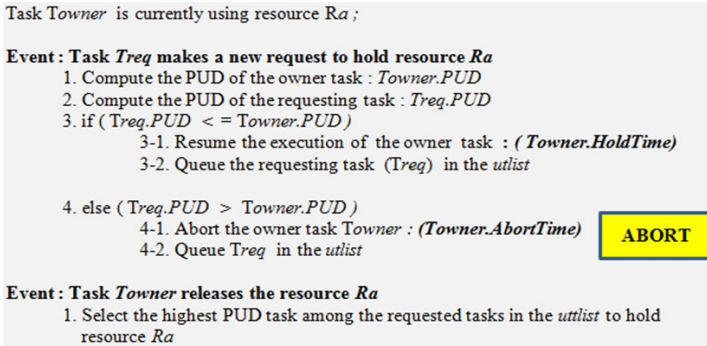 Task Towner is currently using resource Ra ;
Event : Task Treq makes a new request to hold resource Ra
1. Compute the PUD of the owner task : Towner.PUD
2. Compute the PUD of the requesting task : Treq.PUD
3. if ( Treq.PUD < = Towner.PUD )
3-1. Resume the execution of the owner task : ( Towner.HoldTime)
3-2. Queue the requesting task (Treq) in the utlist
4. else ( Treq.PUD > Towner.PUD )
4-1. Abort the owner task Towner : (Towner.AbortTime)
4-2. Queue Treq in the utlist
ABORT
Event : Task Towner releases the resource Ra
1. Select the highest PUD task among the requested tasks in the uttlist to hold
resource Ra